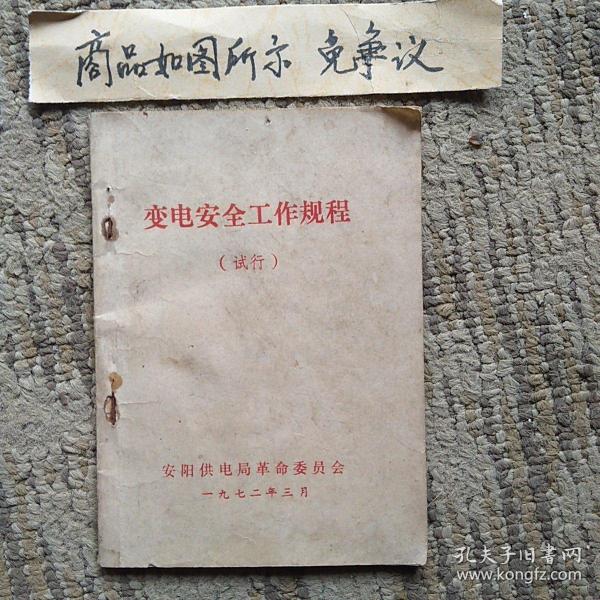 商品如图所示 免争议
变电安全工作规程
（试行）
安阳供电局革命委员会
一九七二年三月
孔夫子旧書网
www.kongfz.com